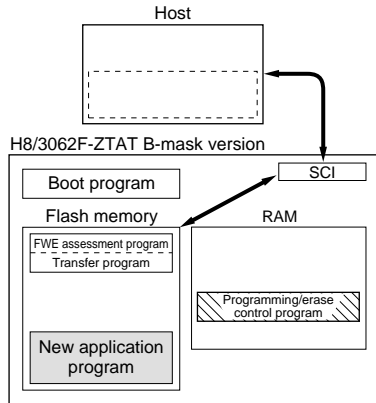 Host
H8/3062F-ZTAT B-mask version
SCI
Boot program
Flash memory
RAM
FWE assessment program
Transfer program
Programming/erase
control program
New application
program